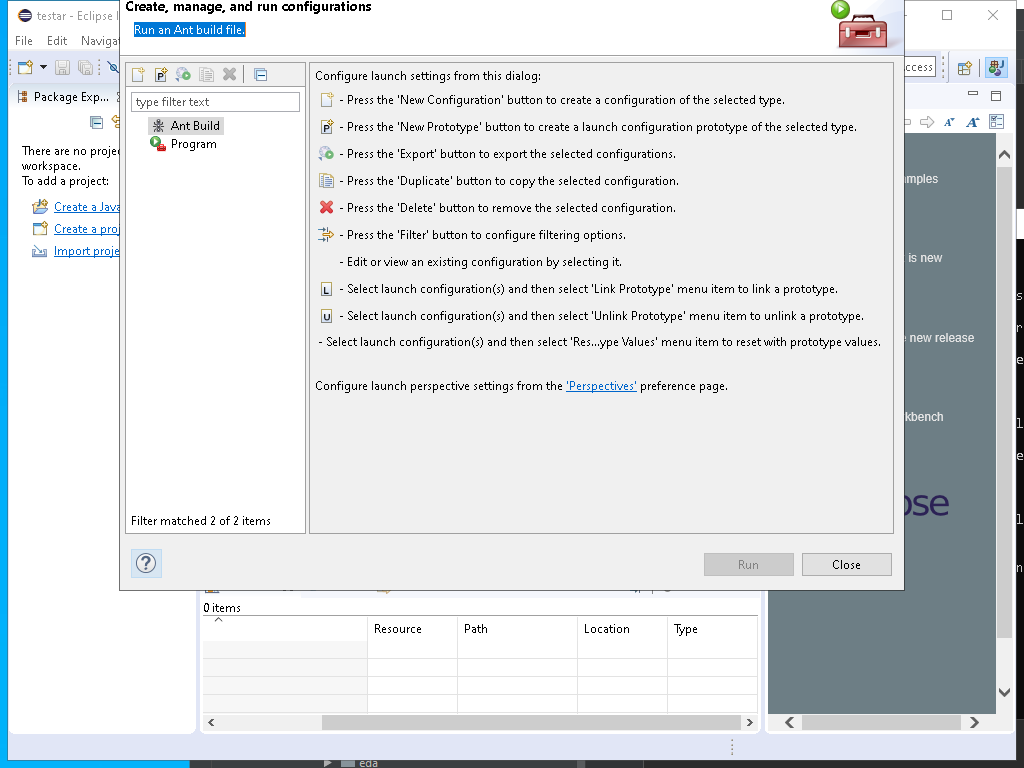 testar - Eclipse I
File Edit Naviga
Package Exp...
There are no proje
workspace.
To add a project:
Create a Java
Create a proj
Import proje
Create, manage, and run configurations
Run an Ant build file.
type filter text
Ant Build
Program
Filter matched 2 of 2 items
Configure launch settings from this dialog:
- Press the 'New Configuration' button to create a configuration of the selected type.
- Press the 'New Prototype' button to create a launch configuration prototype of the selected type.
- Press the 'Export' button to export the selected configurations.
- Press the 'Duplicate' button to copy the selected configuration.
- Press the 'Delete' button to remove the selected configuration.
- Press the 'Filter' button to configure filtering options.
- Edit or view an existing configuration by selecting it.
L - Select launch configuration(s) and then select 'Link Prototype' menu item to link a prototype.
U - Select launch configuration(s) and then select 'Unlink Prototype' menu item to unlink a prototype.
- Select launch configuration(s) and then select 'Res...ype Values' menu item to reset with prototype values.
Configure launch perspective settings from the 'Perspectives' preference page.
Run
Close
ccess
mples
is new
new release
kbench
ose
0 items
Resource Path Location Type
eda